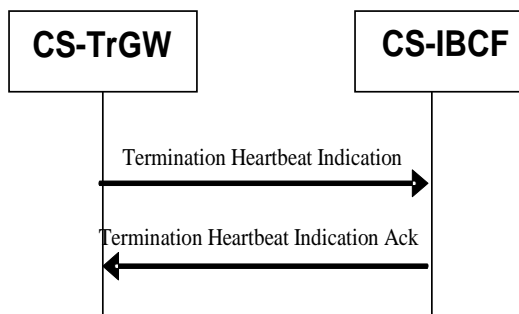 CS-TrGW
CS-IBCF
Termination Heartbeat Indication
Termination Heartbeat Indication Ack